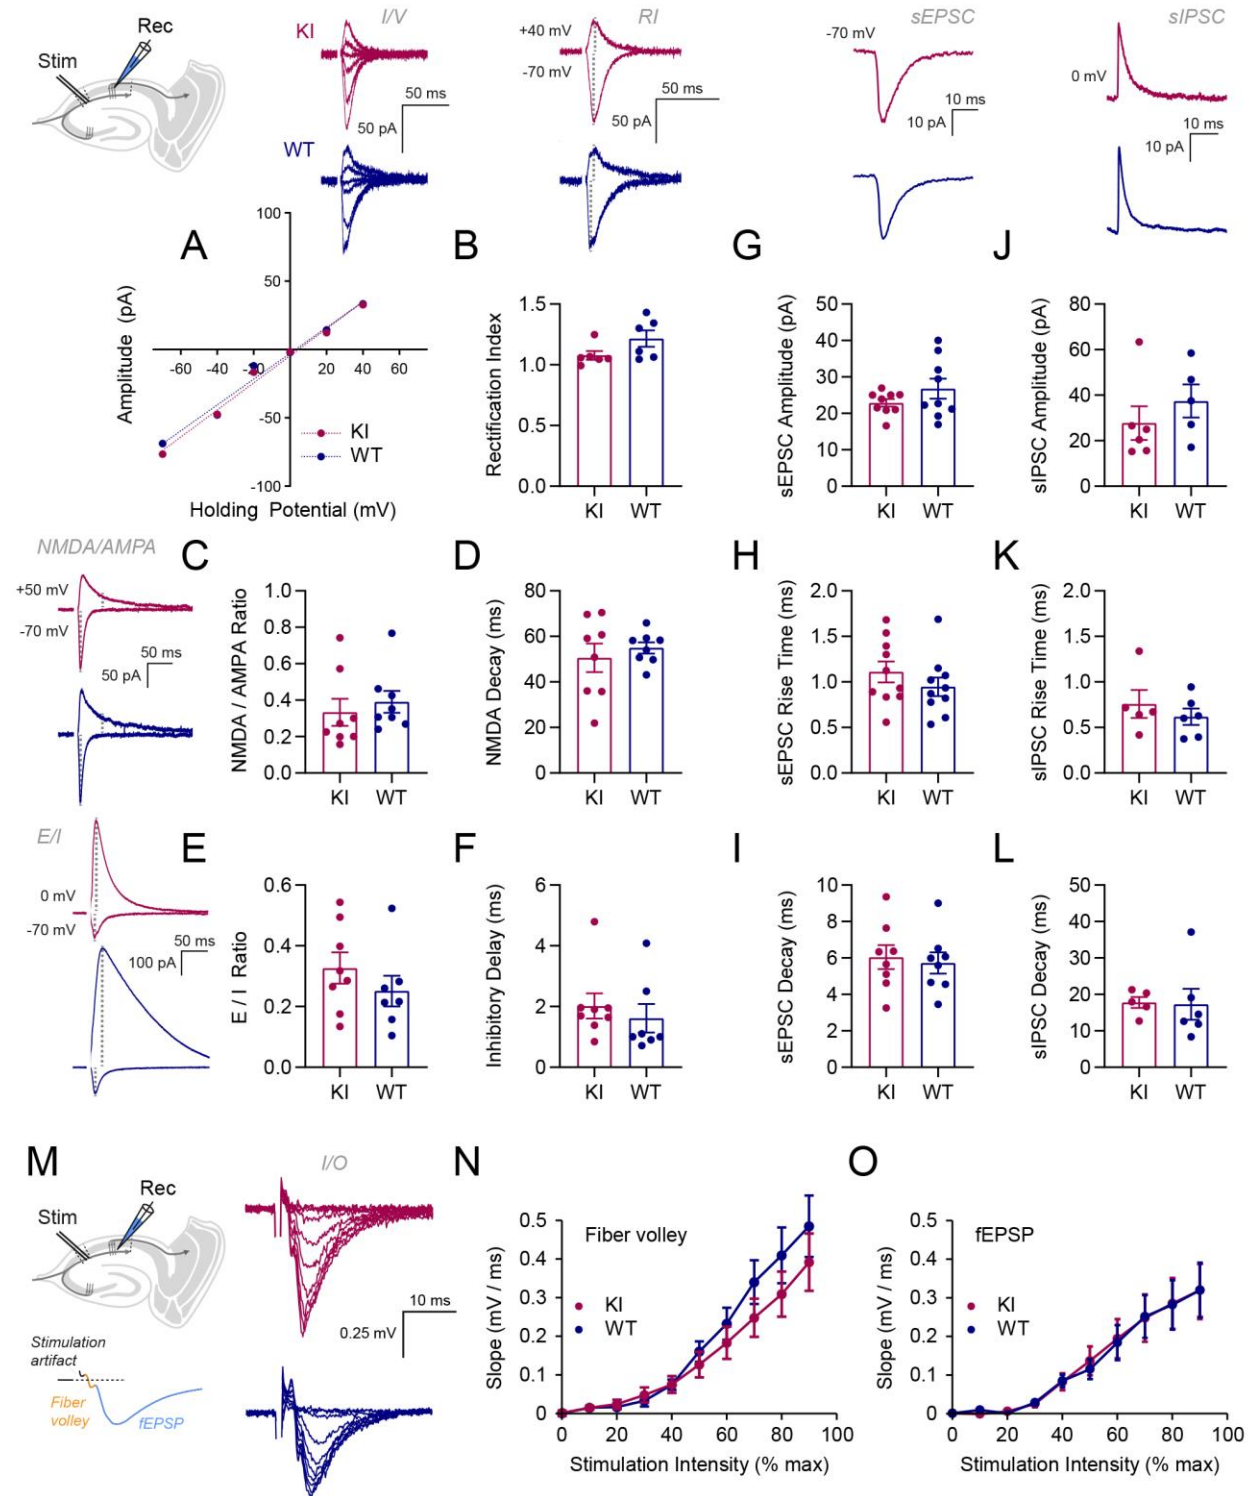 I/V
RI
sEPSC
sIPSC
Rec
Stim
KI
WT
50 ms
50 pA
+40 mV
-70 mV
50 ms
50 pA
-70 mV
10 ms
10 pA
0 mV
10 ms
10 pA
A
Amplitude (pA)
100
50
-50
-100
-60
-40
-20
20
40
60
KI
WT
Holding Potential (mV)
B
Rectification Index
1.5
1.0
0.5
0.0
KI
WT
G
sEPSC Amplitude (pA)
50
40
30
20
10
0
KI
WT
J
sIPSC Amplitude (pA)
80
60
40
20
0
KI
WT
NMDA/AMPA
+50 mV
-70 mV
50 ms
50 pA
C
NMDA / AMPA Ratio
1.0
0.8
0.6
0.4
0.2
0.0
KI
WT
D
NMDA Decay (ms)
80
60
40
20
0
KI
WT
H
sEPSC Rise Time (ms)
2.0
1.5
1.0
0.5
0.0
KI
WT
K
sIPSC Rise Time (ms)
2.0
1.5
1.0
0.5
0.0
KI
WT
E/I
0 mV
-70 mV
50 ms
100 pA
E
E / I Ratio
0.6
0.4
0.2
0.0
KI
WT
F
Inhibitory Delay (ms)
6
4
2
0
KI
WT
I
sEPSC Decay (ms)
10
8
6
4
2
0
KI
WT
L
sIPSC Decay (ms)
50
40
30
20
10
0
KI
WT
M
Rec
Stim
Stimulation
artifact
Fiber
volley
fEPSP
I/O
10 ms
0.25 mV
N
Slope (mV / ms)
0.5
0.4
0.3
0.2
0.1
0
Fiber volley
KI
WT
0
20
40
60
80
100
Stimulation Intensity (% max)
O
Slope (mV / ms)
0.5
0.4
0.3
0.2
0.1
0
fEPSP
KI
WT
0
20
40
60
80
100
Stimulation Intensity (% max)